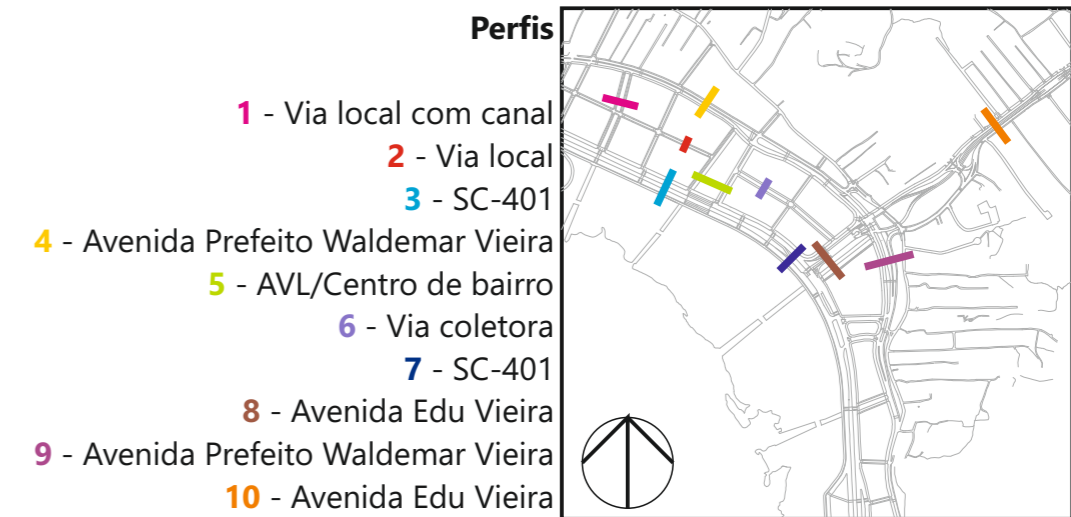 Perfis
1 - Via local com canal
2 - Via local
3 - SC-401
4 - Avenida Prefeito Waldemar Vieira
5 - AVL/Centro de bairro
6 - Via coletora
7 - SC-401
8 - Avenida Edu Vieira
9 - Avenida Prefeito Waldemar Vieira
10 - Avenida Edu Vieira